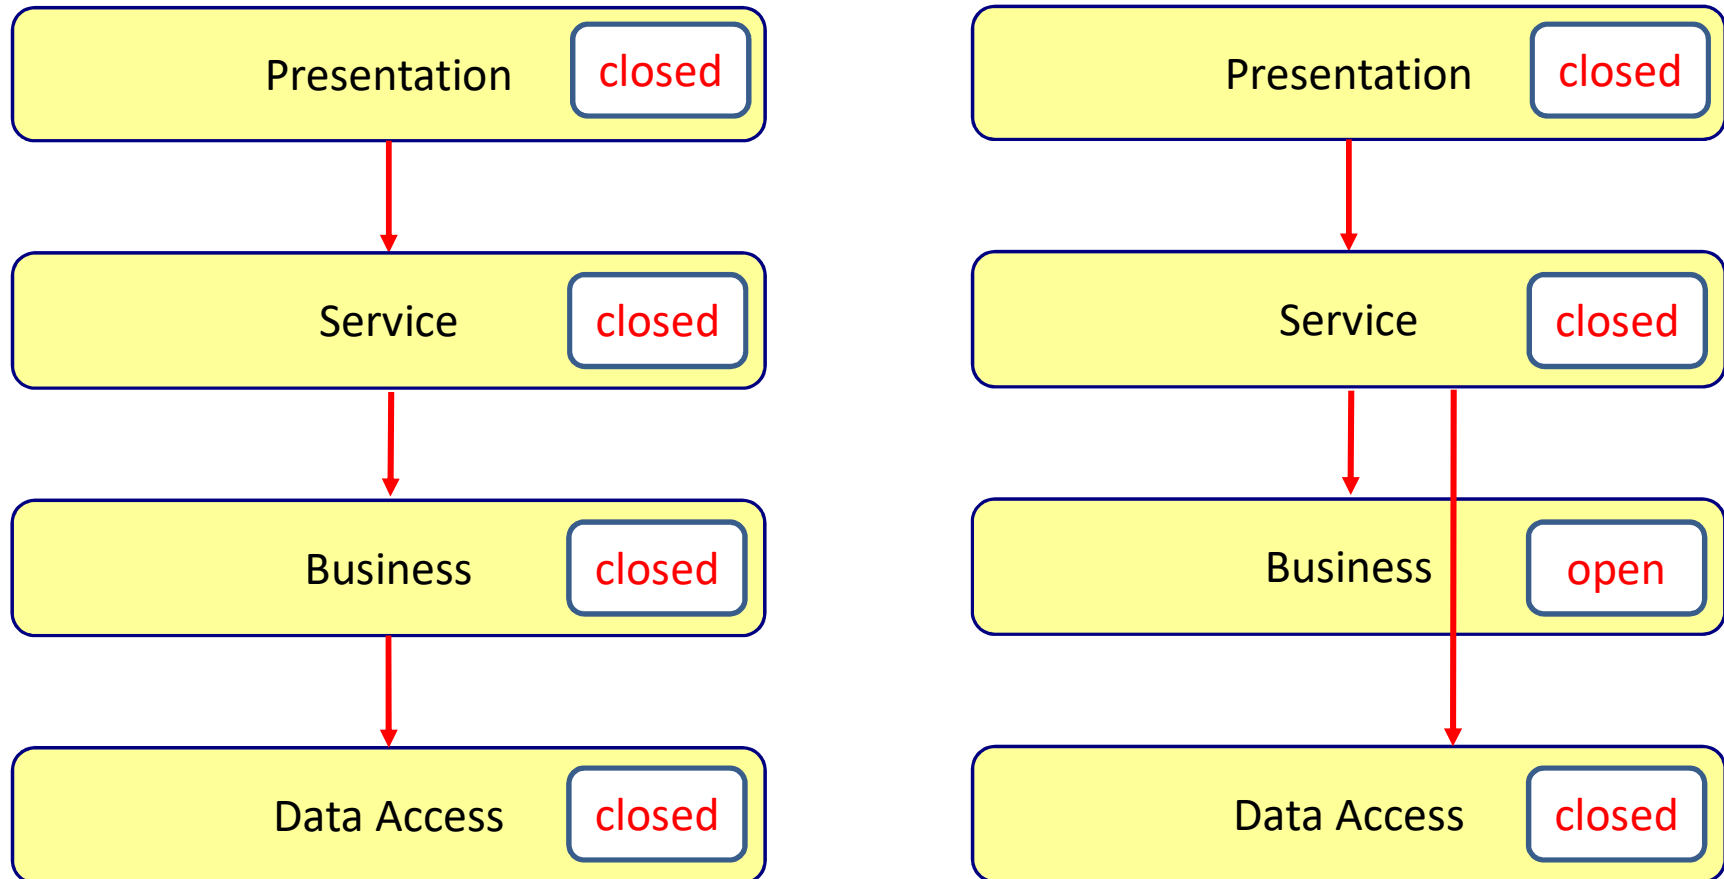 Presentation closed
Service closed
Business closed
Data Access closed
Presentation closed
Service closed
Business open
Data Access closed